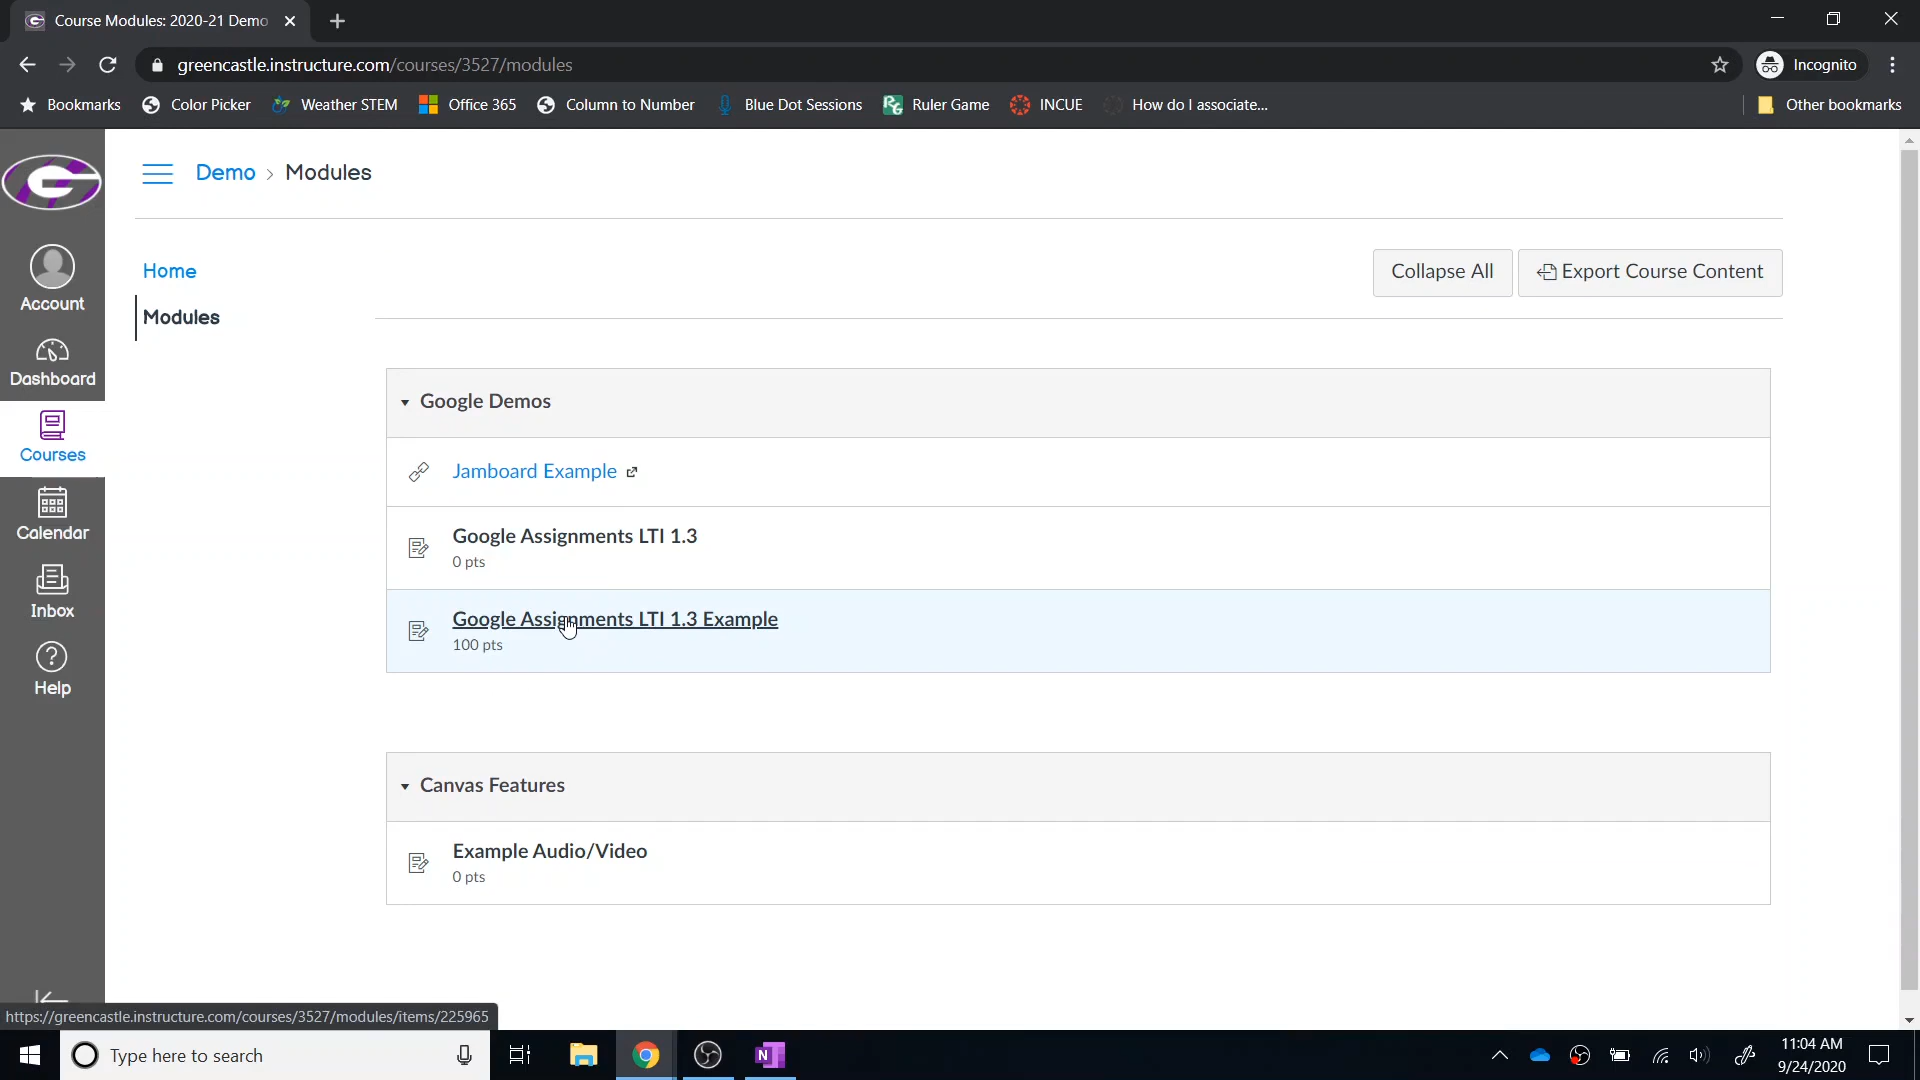 Course Modules: 2020-21 Demo
greencastle.instructure.com/courses/3527/modules
Incognito
Bookmarks
Color Picker
Weather STEM
Office 365
Column to Number
Blue Dot Sessions
Ruler Game
INCUE
How do I associate...
Other bookmarks
Demo > Modules
Account
Dashboard
Courses
Calendar
Inbox
Help
Home
Modules
Collapse All
Export Course Content
Google Demos
Jamboard Example
Google Assignments LTI 1.3
0 pts
Google Assignments LTI 1.3 Example
100 pts
Canvas Features
Example Audio/Video
0 pts
https://greencastle.instructure.com/courses/3527/modules/items/225965
Type here to search
11:04 AM
9/24/2020